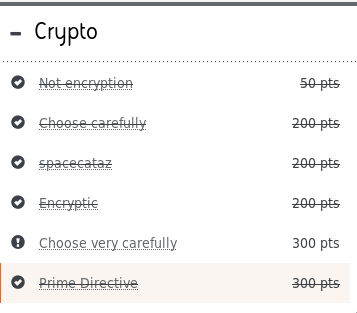 Crypto
Not encryption 50 pts
Choose carefully 200 pts
spacecataz 200 pts
Encryptic 200 pts
Choose very carefully 300 pts
Prime Directive 300 pts